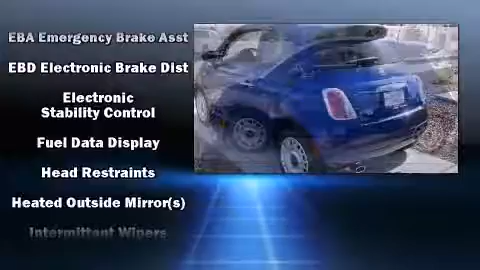 EBA Emergency Brake Asst
EBD Electronic Brake Dist
Electronic
Stability Control
Fuel Data Display
Head Restraints
Heated Outside Mirror(s)
Intermittant Wipers